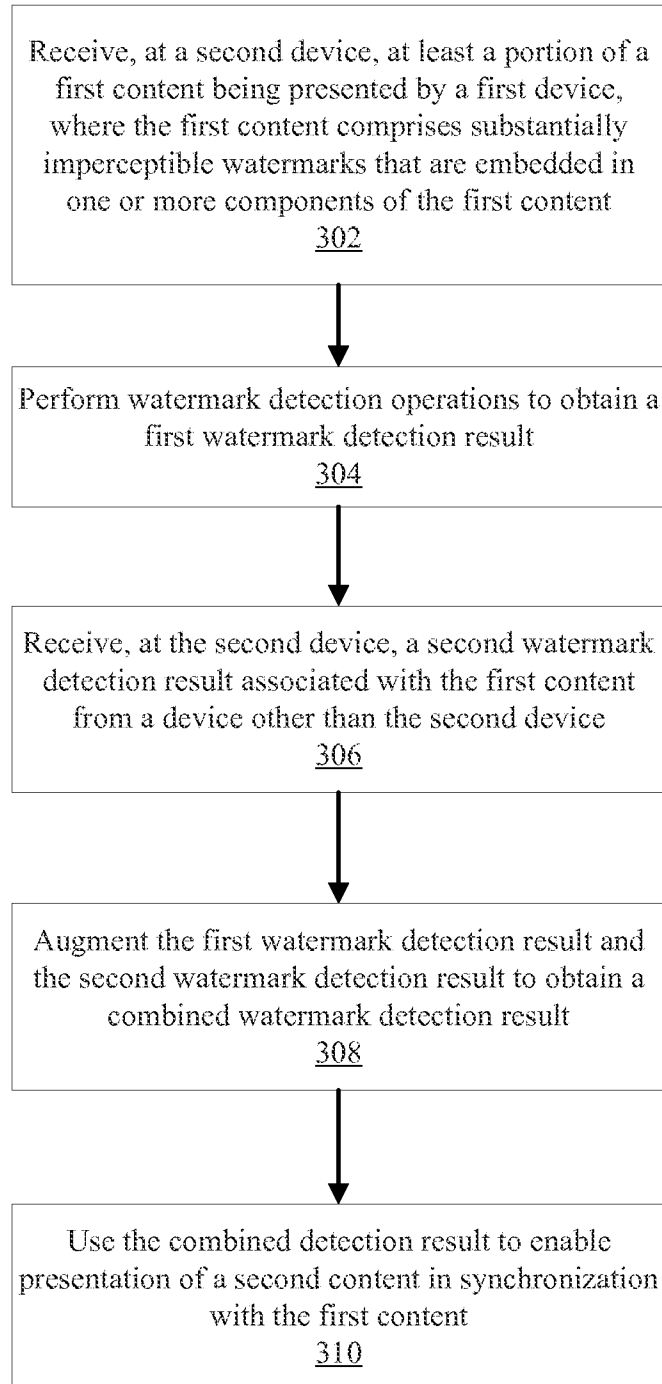 Receive, at a second device, at least a portion of a
first content being presented by a first device,
where the first content comprises substantially
imperceptible watermarks that are embedded in
one or more components of the first content
302
Perform watermark detection operations to obtain a
first watermark detection result
304
Receive, at the second device, a second watermark
detection result associated with the first content
from a device other than the second device
306
Augment the first watermark detection result and
the second watermark detection result to obtain a
combined watermark detection result
308
Use the combined detection result to enable
presentation of a second content in synchronization
with the first content
310